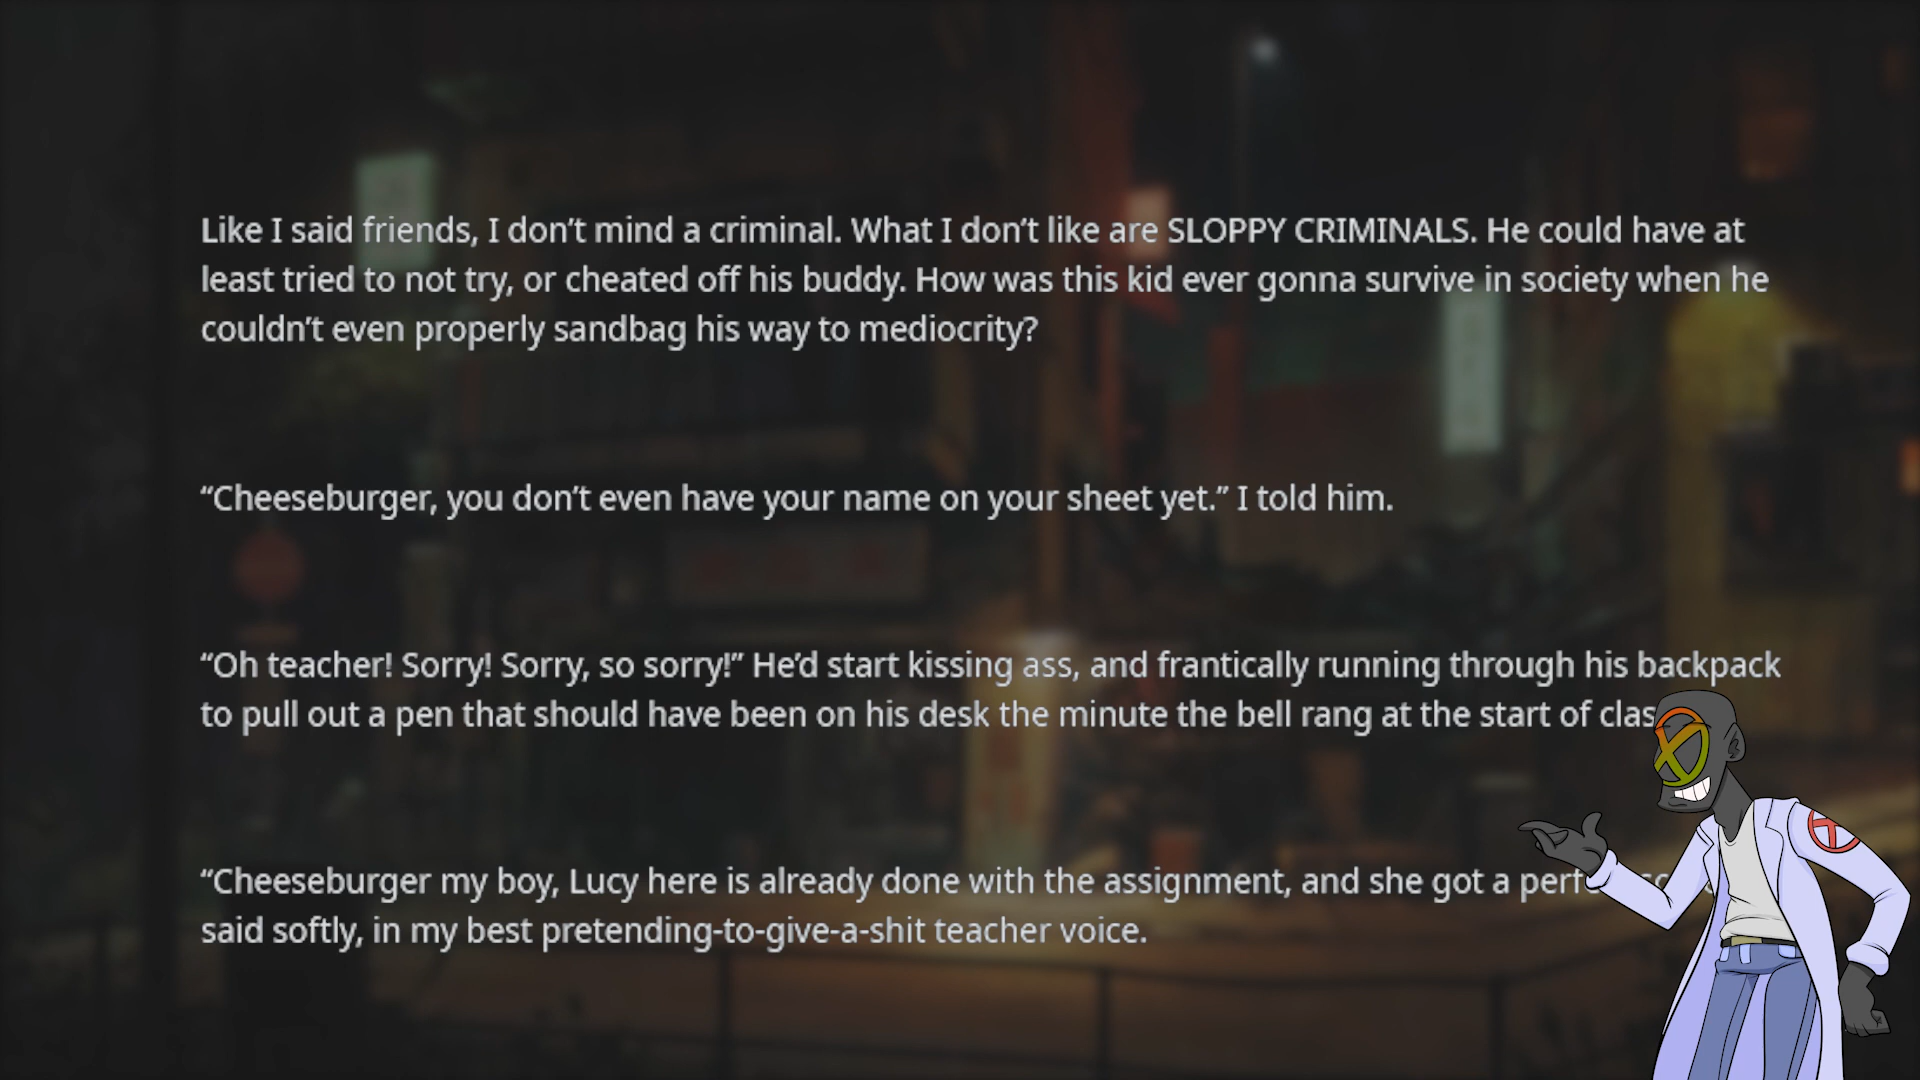 Like I said friends, I don’t mind a criminal. What I don’t like are SLOPPY CRIMINALS. He could have at
least tried to not try, or cheated off his buddy. How was this kid ever gonna survive in society when he
couldn’t even properly sandbag his way to mediocrity?
“Cheeseburger, you don’t even have your name on your sheet yet.” I told him.
“Oh teacher! Sorry! Sorry, so sorry!” He’d start kissing ass, and frantically running through his backpack
to pull out a pen that should have been on his desk the minute the bell rang at the start of
“Cheeseburger my boy, Lucy here is already done with the assignment, and she got a
said softly, in my best pretending-to-give-a-shit teacher voice.